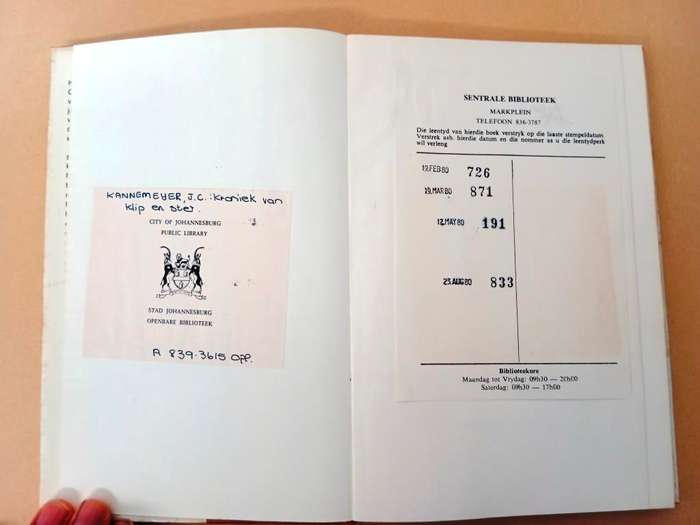 KANNEMEYER, J.C. : Kroniek van
klip en ster.
CITY OF JOHANNESBURG
PUBLIC LIBRARY
STAD JOHANNESBURG
OPENBARE BIBLIOTEEK
A 839.3615 OPP.
SENTRALE BIBLIOTEEK
MARKPLEIN
TELEFOON 836-3787
Die leentyd van hierdie boek verstryk op die laaste stempeldatum
Verstrek asb. hierdie datum en die nommer as u die leentydperk
wil verleng
12 FEB 80 726
19. MAR 80 871
12. MAY 80 191
23. AUG 80 833
Biblioteekure
Maandag tot Vrydag: 09h30 — 20h00
Saterdag: 09h30 — 17h00